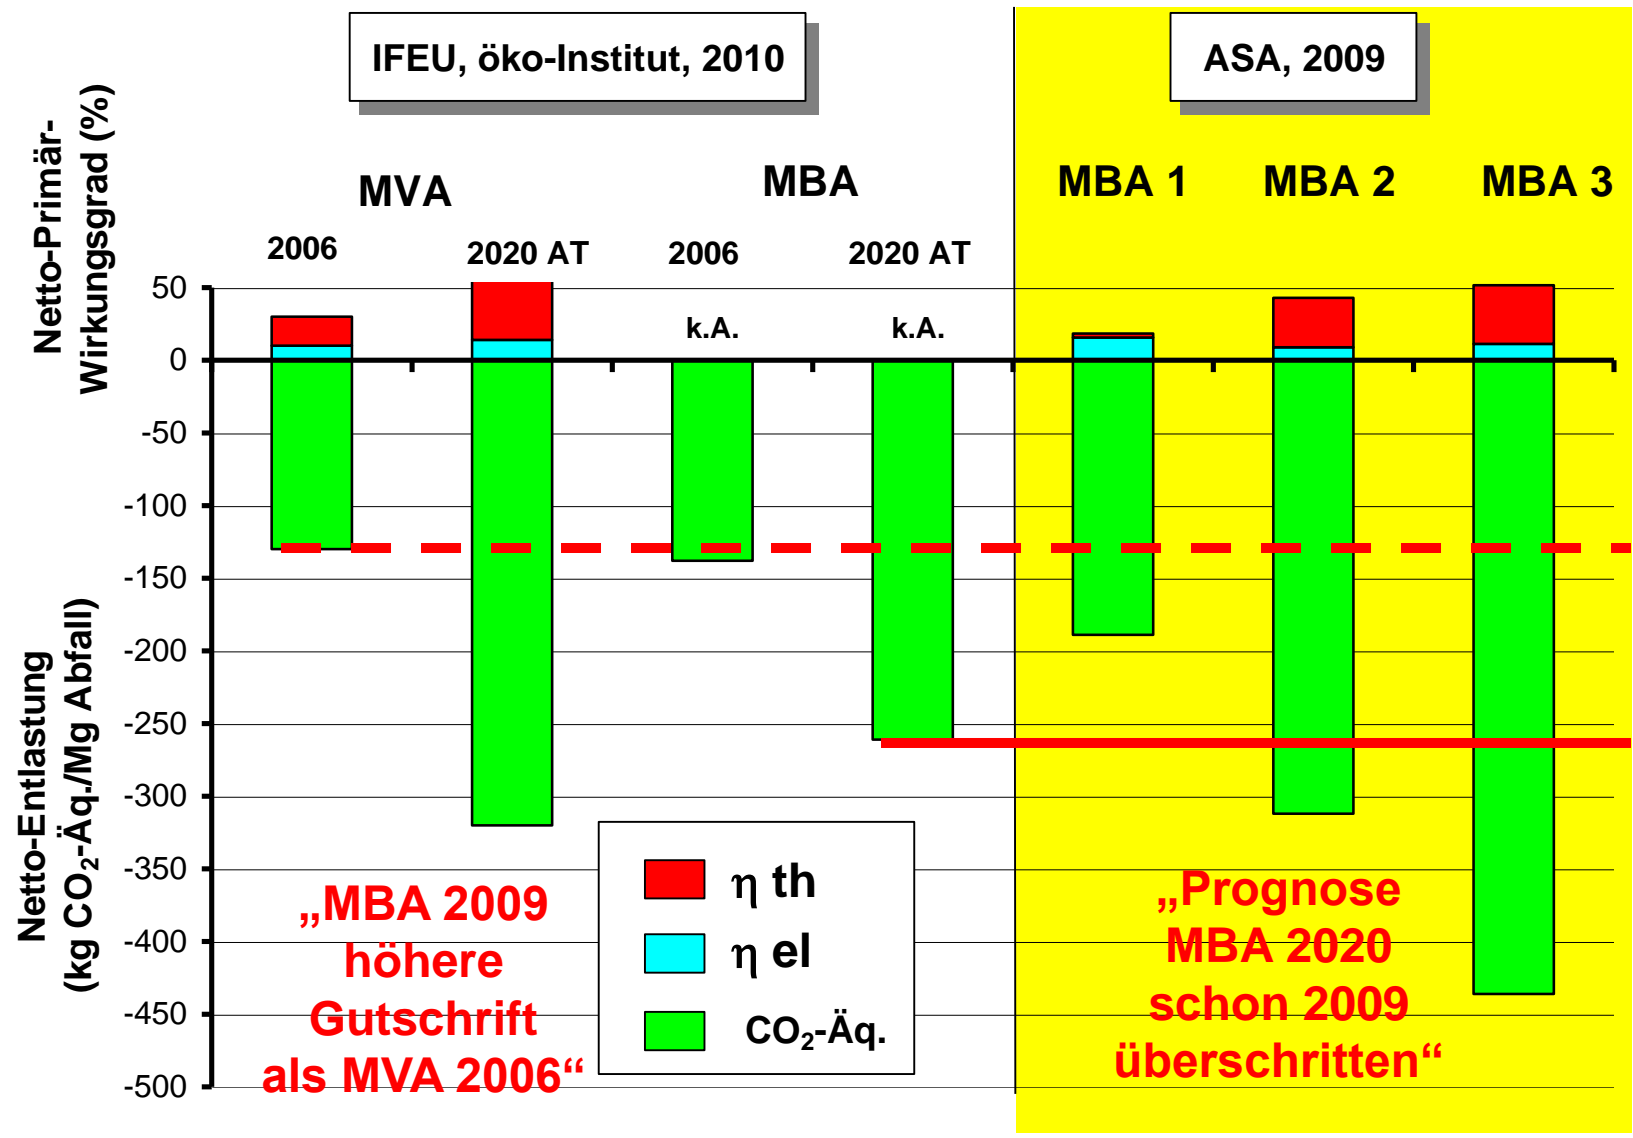 IFEU, öko-Institut, 2010
ASA, 2009
Netto-Primär-
Wirkungsgrad (%)
MVA
MBA
MBA 1
MBA 2
MBA 3
2006
2020 AT
2006
2020 AT
k.A.
k.A.
50
0
-50
-100
-150
-200
-250
-300
-350
-400
-450
-500
Netto-Entlastung
(kg CO₂-Äq./Mg Abfall)
„MBA 2009
höhere
Gutschrift
als MVA 2006“
η th
η el
CO₂-Äq.
„Prognose
MBA 2020
schon 2009
überschritten“